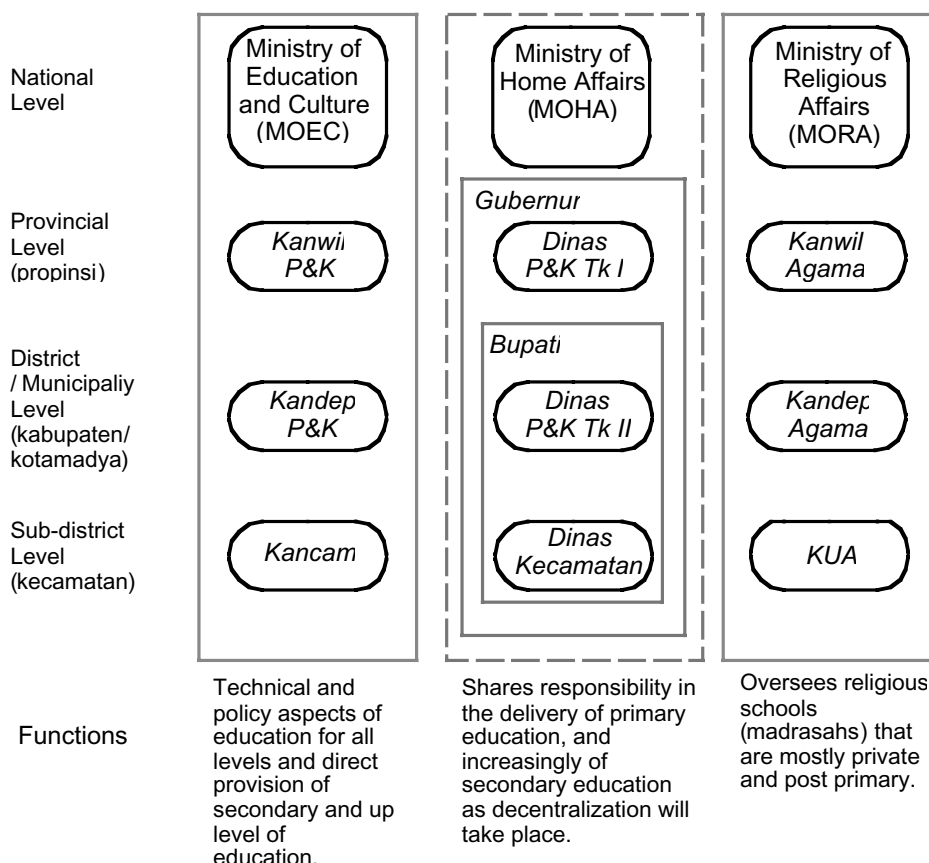 National
Level
Ministry of
Education
and Culture
(MOEC)
Ministry of
Home Affairs
(MOHA)
Ministry of
Religious
Affairs
(MORA)
Provincial
Level
(propinsi)
Kanwil
P&K
Gubernur
Dinas
P&K Tk I
Kanwil
Agama
District
/ Municipaliy
Level
(kabupaten/
kotamadya)
Kandep
P&K
Bupati
Dinas
P&K Tk II
Kandep
Agama
Sub-district
Level
(kecamatan)
Kancam
Dinas
Kecamatan
KUA
Functions
Technical and
policy aspects of
education for all
levels and direct
provision of
secondary and up
level of
education.
Shares responsibility in
the delivery of primary
education, and
increasingly of
secondary education
as decentralization will
take place.
Oversees religious
schools
(madrasahs) that
are mostly private
and post primary.